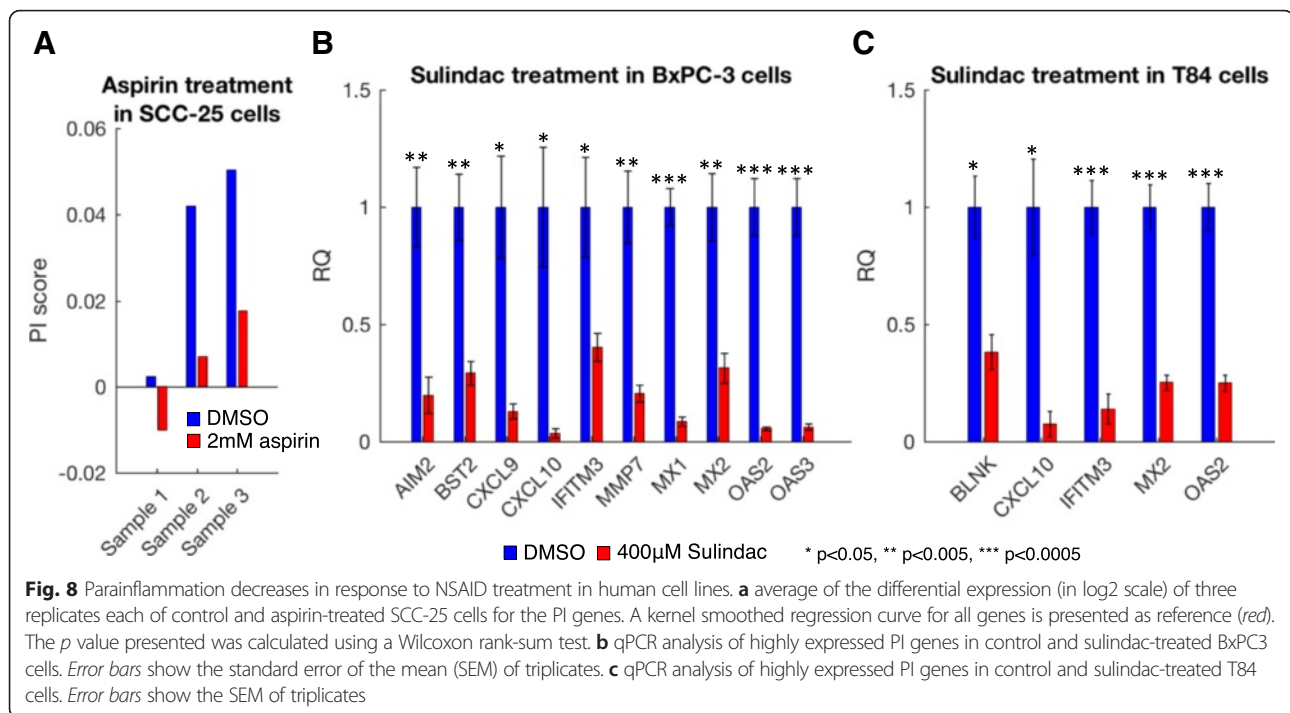 A
B
C
Aspirin treatment
in SCC-25 cells
Sulindac treatment in BxPC-3 cells
Sulindac treatment in T84 cells
PI score
0.06
0.04
0.02
0
-0.02
DMSO
2mM aspirin
Sample 1
Sample 2
Sample 3
RQ
1.5
1
0.5
0
** ** * * * ** *** ** *** ***
AIM2
BST2
CXCL9
CXCL10
IFITM3
MMP7
MX1
MX2
OAS2
OAS3
RQ
1.5
1
0.5
0
* * *** *** ***
BLNK
CXCL10
IFITM3
MX2
OAS2
DMSO 400μM Sulindac * p<0.05, ** p<0.005, *** p<0.0005
Fig. 8 Parainflammation decreases in response to NSAID treatment in human cell lines. a average of the differential expression (in log2 scale) of three
replicates each of control and aspirin-treated SCC-25 cells for the PI genes. A kernel smoothed regression curve for all genes is presented as reference (red).
The p value presented was calculated using a Wilcoxon rank-sum test. b qPCR analysis of highly expressed PI genes in control and sulindac-treated BxPC3
cells. Error bars show the standard error of the mean (SEM) of triplicates. c qPCR analysis of highly expressed PI genes in control and sulindac-treated T84
cells. Error bars show the SEM of triplicates